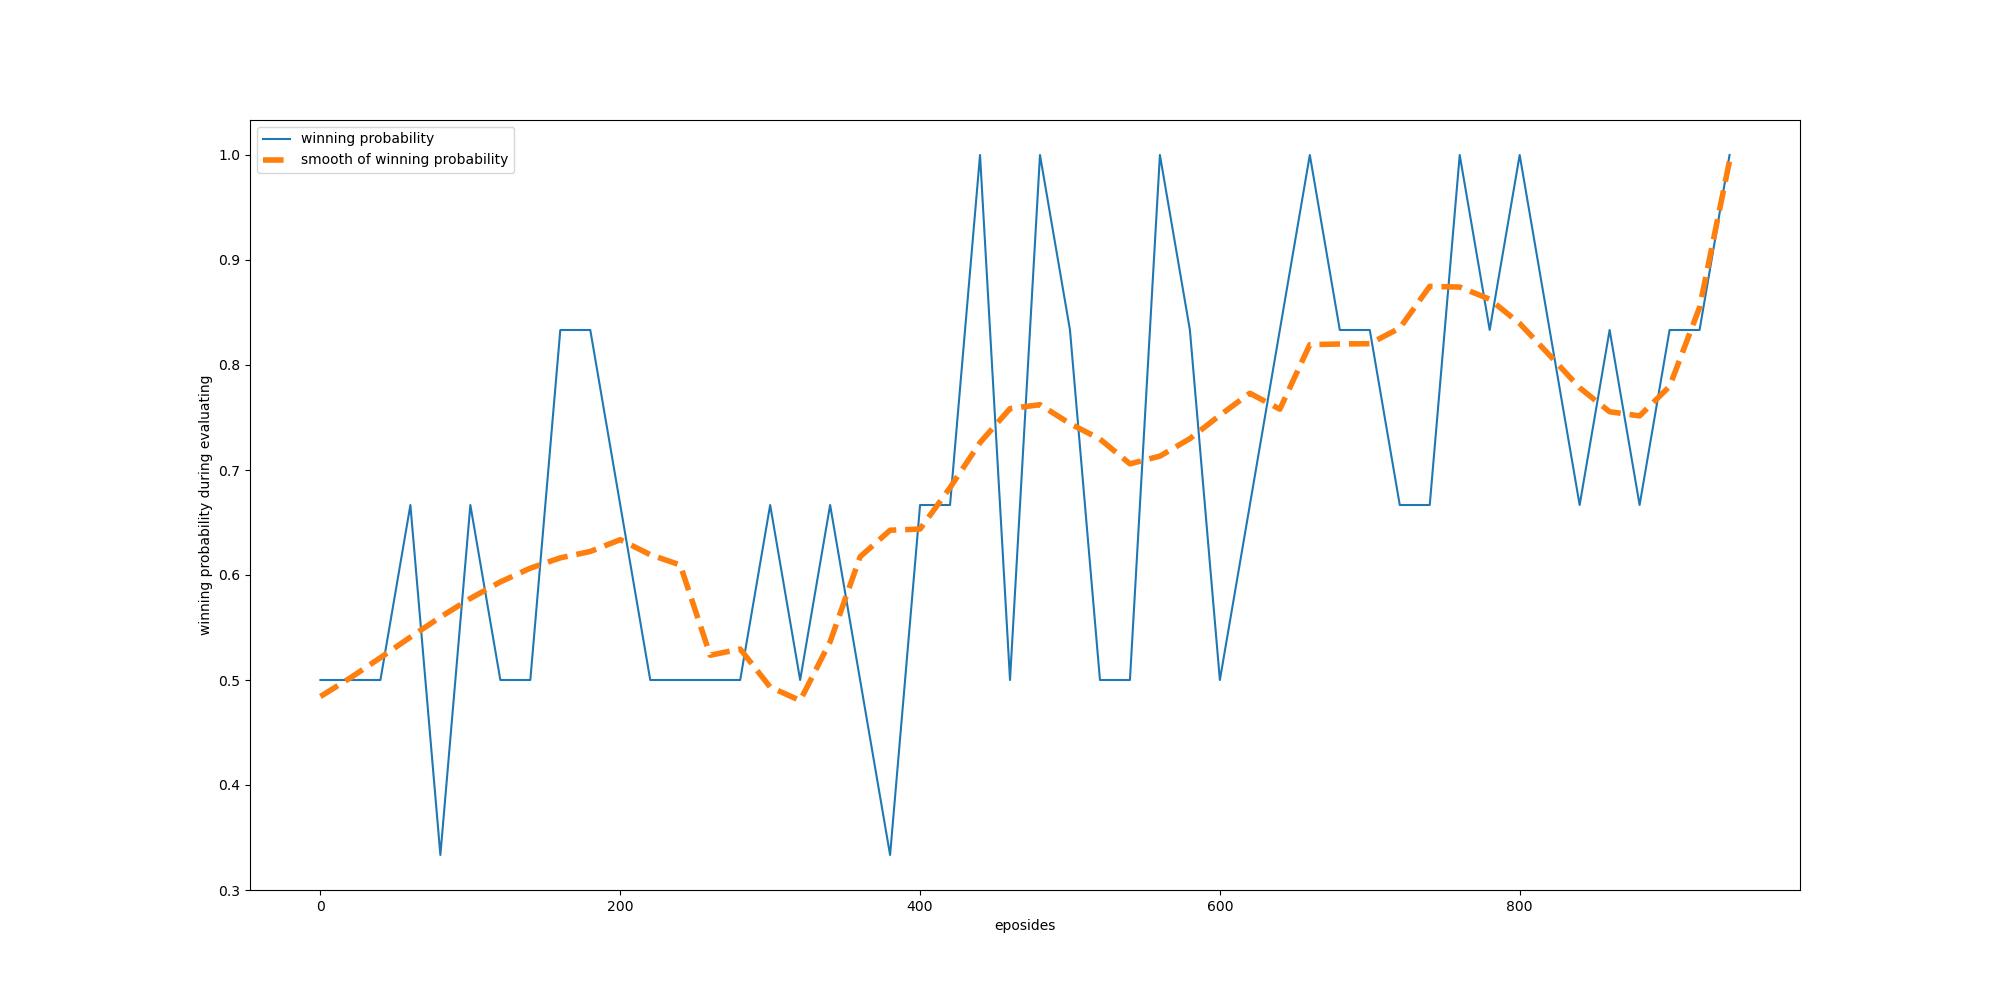 winning probability
smooth of winning probability
1.0
0.9
0.8
0.7
0.6
0.5
0.4
0.3
winning probability during evaluating
0 200 400 600 800
eposides